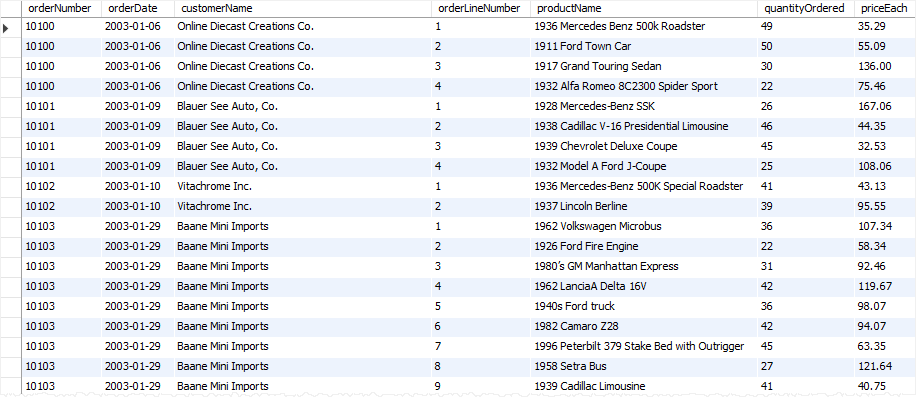 orderNumber orderDate customerName orderLineNumber productName quantityOrdered priceEach
10100 2003-01-06 Online Diecast Creations Co. 1 1936 Mercedes Benz 500k Roadster 49 35.29
10100 2003-01-06 Online Diecast Creations Co. 2 1911 Ford Town Car 50 55.09
10100 2003-01-06 Online Diecast Creations Co. 3 1917 Grand Touring Sedan 30 136.00
10100 2003-01-06 Online Diecast Creations Co. 4 1932 Alfa Romeo 8C2300 Spider Sport 22 75.46
10101 2003-01-09 Blauer See Auto, Co. 1 1928 Mercedes-Benz SSK 26 167.06
10101 2003-01-09 Blauer See Auto, Co. 2 1938 Cadillac V-16 Presidential Limousine 46 44.35
10101 2003-01-09 Blauer See Auto, Co. 3 1939 Chevrolet Deluxe Coupe 45 32.53
10101 2003-01-09 Blauer See Auto, Co. 4 1932 Model A Ford J-Coupe 25 108.06
10102 2003-01-10 Vitachrome Inc. 1 1936 Mercedes-Benz 500K Special Roadster 41 43.13
10102 2003-01-10 Vitachrome Inc. 2 1937 Lincoln Berline 39 95.55
10103 2003-01-29 Baane Mini Imports 1 1962 Volkswagen Microbus 36 107.34
10103 2003-01-29 Baane Mini Imports 2 1926 Ford Fire Engine 22 58.34
10103 2003-01-29 Baane Mini Imports 3 1980’s GM Manhattan Express 31 92.46
10103 2003-01-29 Baane Mini Imports 4 1962 LanciaA Delta 16V 42 119.67
10103 2003-01-29 Baane Mini Imports 5 1940s Ford truck 36 98.07
10103 2003-01-29 Baane Mini Imports 6 1982 Camaro Z28 42 94.07
10103 2003-01-29 Baane Mini Imports 7 1996 Peterbilt 379 Stake Bed with Outrigger 45 63.35
10103 2003-01-29 Baane Mini Imports 8 1958 Setra Bus 27 121.64
10103 2003-01-29 Baane Mini Imports 9 1939 Cadillac Limousine 41 40.75